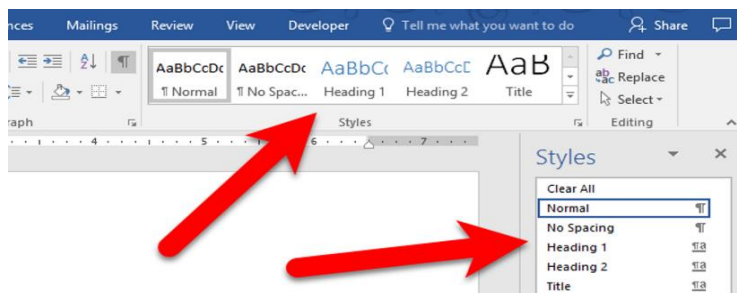 nces Mailings Review View Developer Tell me what you want to do Share
AaBbCcDc AaBbCcDc AaBbCc AaBbCcE AaB
¶ Normal ¶ No Spac... Heading 1 Heading 2 Title
Find
Replace
Select
raph Styles Editing
4 5 6 7
Styles
Clear All
Normal ¶
No Spacing ¶
Heading 1 ¶a
Heading 2 ¶a
Title ¶a